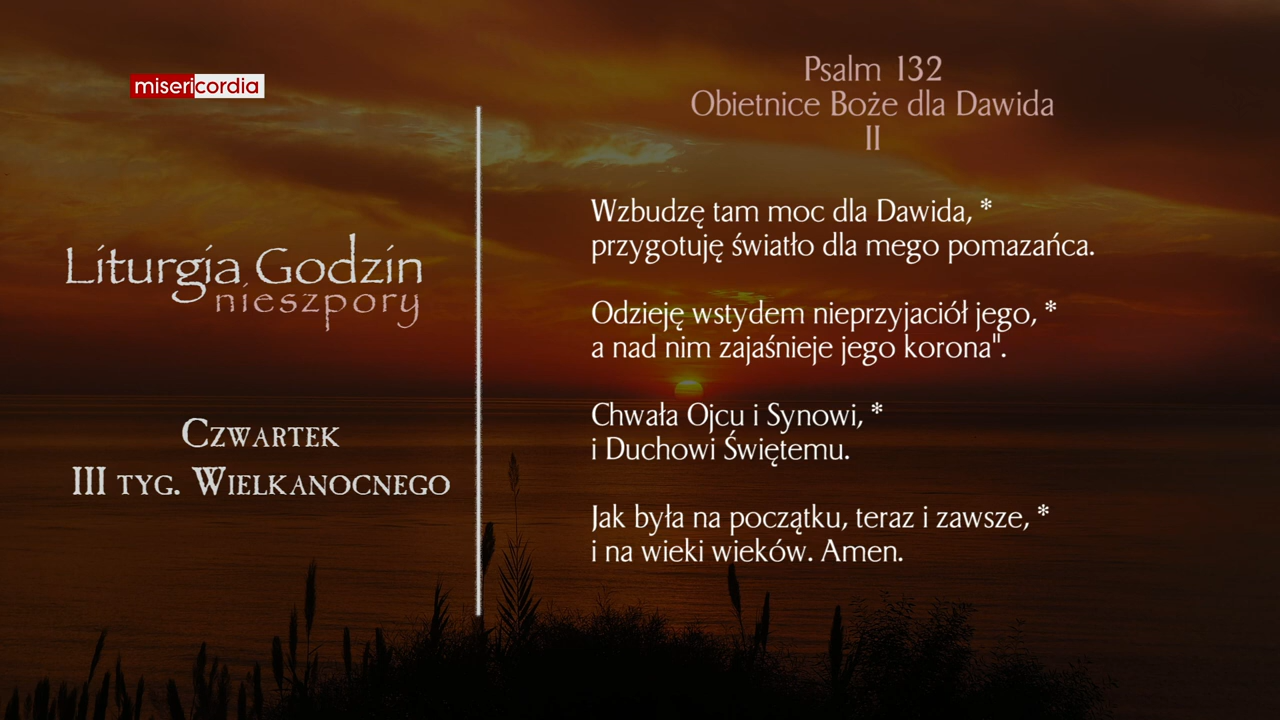 misericordia
Liturgia Godzin
nieszpory
Czwartek
III tyg. Wielkanocnego
Psalm 132
Obietnice Boże dla Dawida
II
Wzbudzę tam moc dla Dawida, *
przygotuję światło dla mego pomazańca.
Odzieję wstydem nieprzyjaciół jego, *
a nad nim zajaśnieje jego korona".
Chwała Ojcu i Synowi, *
i Duchowi Świętemu.
Jak była na początku, teraz i zawsze, *
i na wieki wieków. Amen.